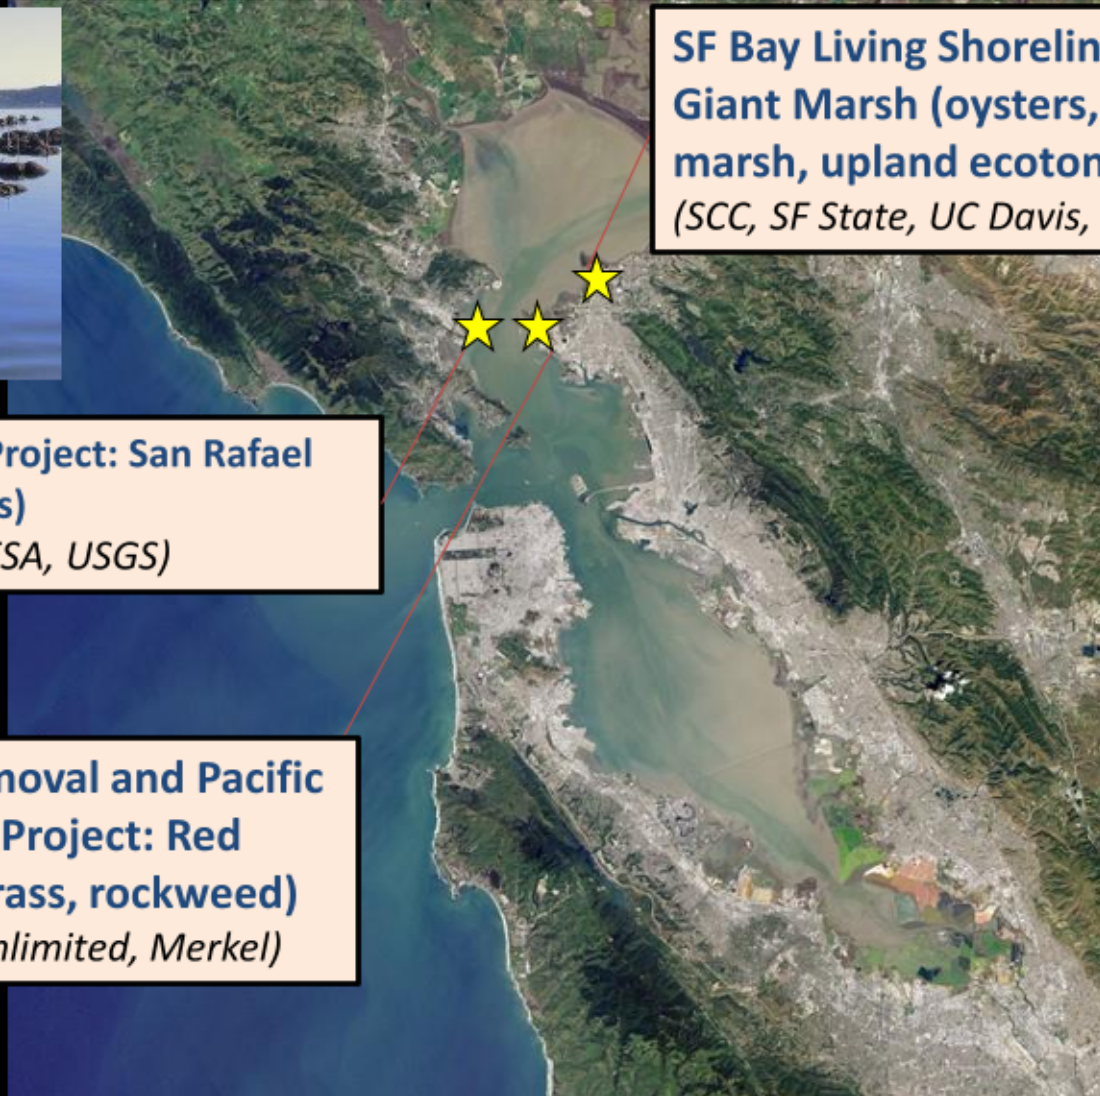 SF Bay Living Shorelin
Giant Marsh (oysters,
marsh, upland ecoton
(SCC, SF State, UC Davis,
Project: San Rafael
s)
SA, USGS)
moval and Pacific
Project: Red
rass, rockweed)
nlimited, Merkel)